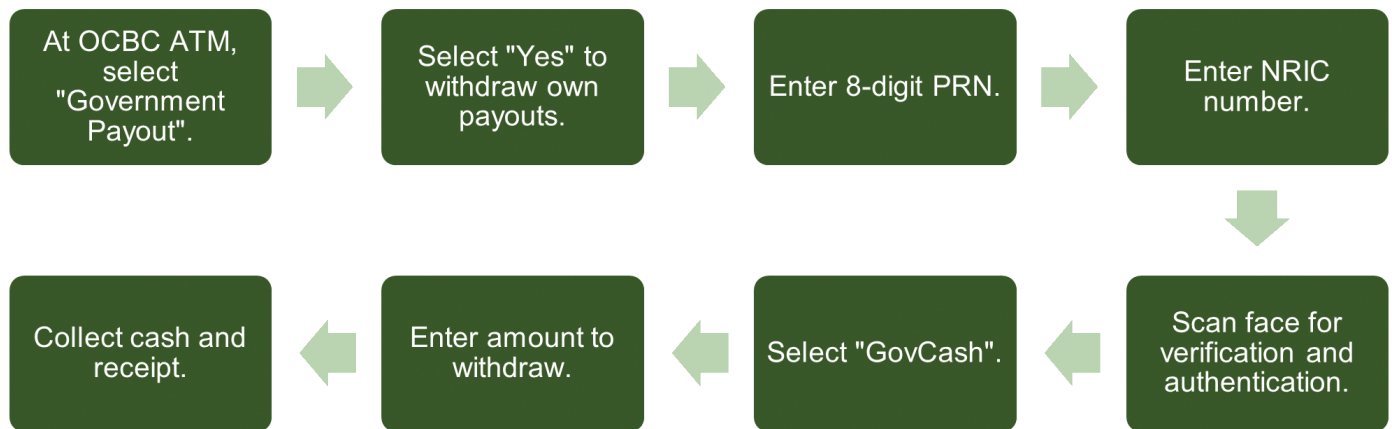 At OCBC ATM,
select
"Government
Payout".
Select "Yes" to
withdraw own
payouts.
Enter 8-digit PRN.
Enter NRIC
number.
Scan face for
verification and
authentication.
Select "GovCash".
Enter amount to
withdraw.
Collect cash and
receipt.